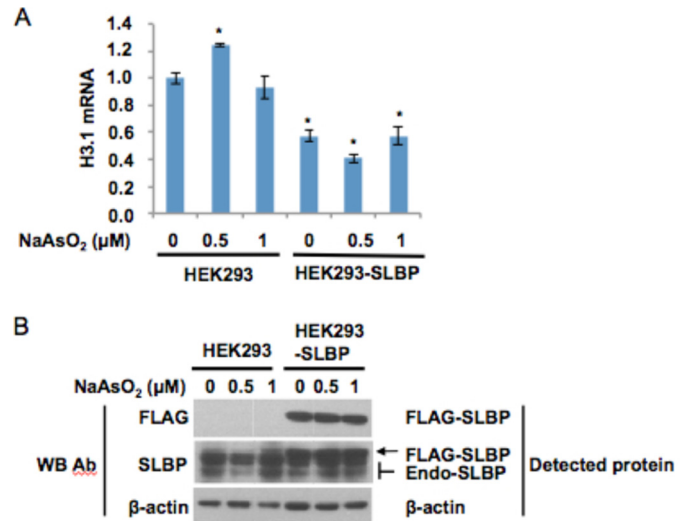 A
1.4
1.2
1.0
0.8
0.6
0.4
0.2
0.0
H3.1 mRNA
* * * *
NaAsO₂ (μM) 0 0.5 1 0 0.5 1
HEK293 HEK293-SLBP
B
HEK293 HEK293
-SLBP
NaAsO₂ (μM) 0 0.5 1 0 0.5 1
FLAG FLAG-SLBP
WB Ab SLBP FLAG-SLBP Detected protein
Endo-SLBP
β-actin β-actin